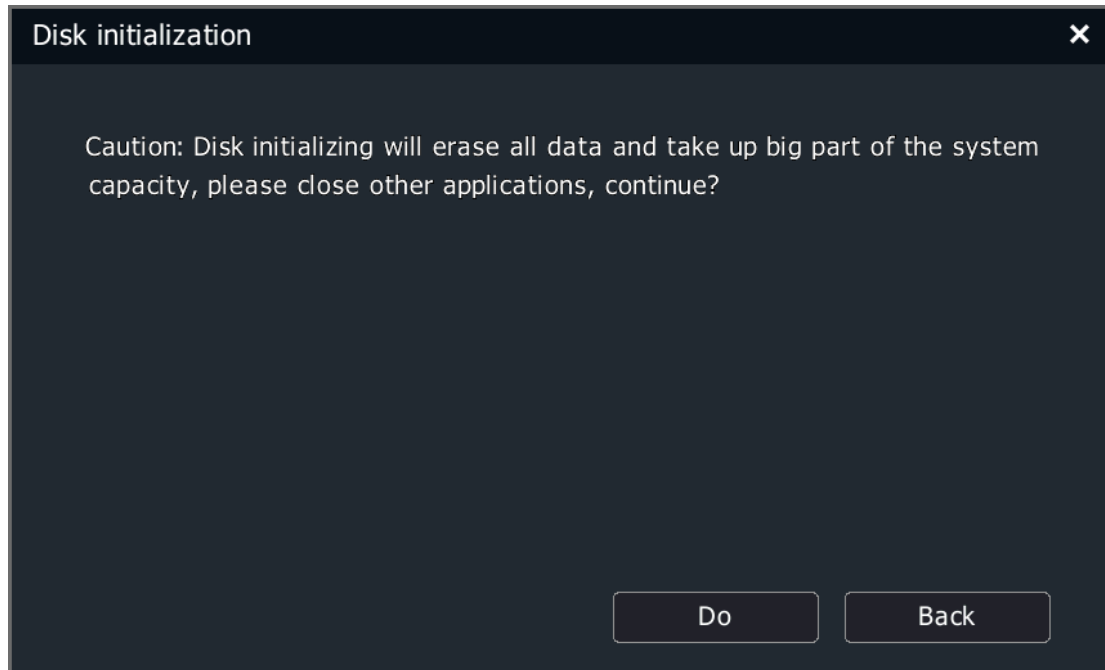 Disk initialization
Caution: Disk initializing will erase all data and take up big part of the system
capacity, please close other applications, continue?
Do
Back